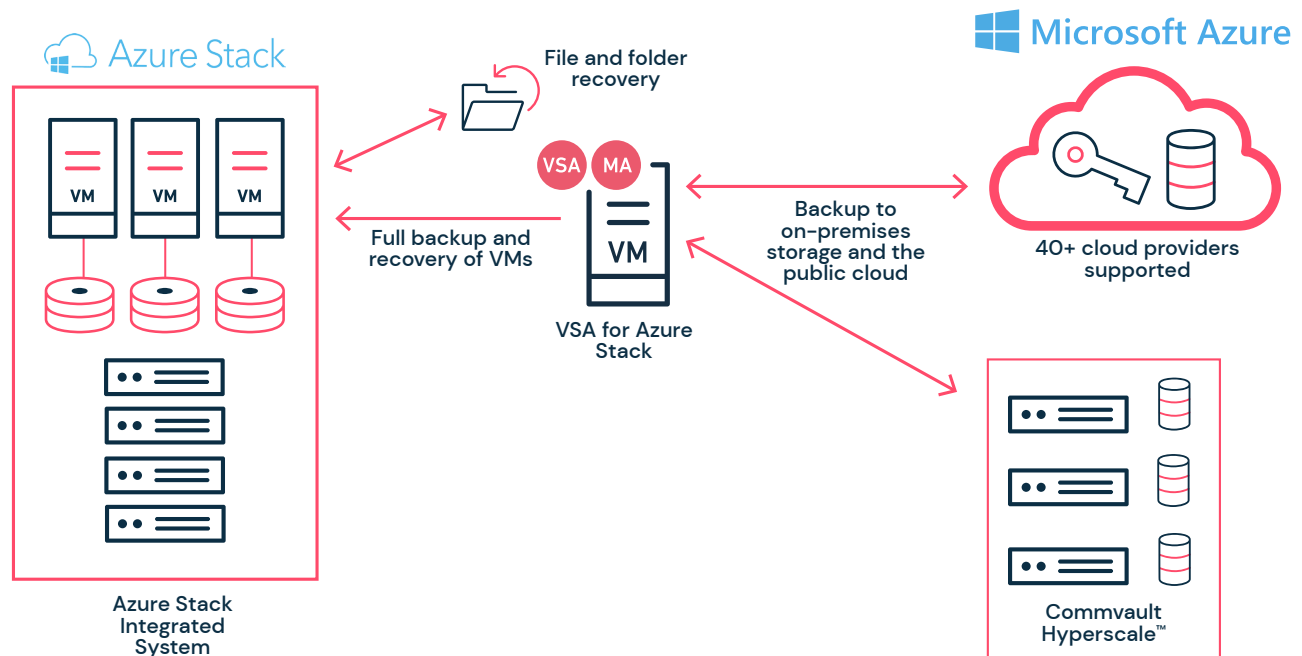 Azure Stack
Microsoft Azure
File and folder
recovery
VM
VM
VM
VSA
MA
VM
Full backup and
recovery of VMs
VSA for Azure
Stack
Backup to
on-premises
storage and the
public cloud
40+ cloud providers
supported
Azure Stack
Integrated
System
Commvault
Hyperscale™